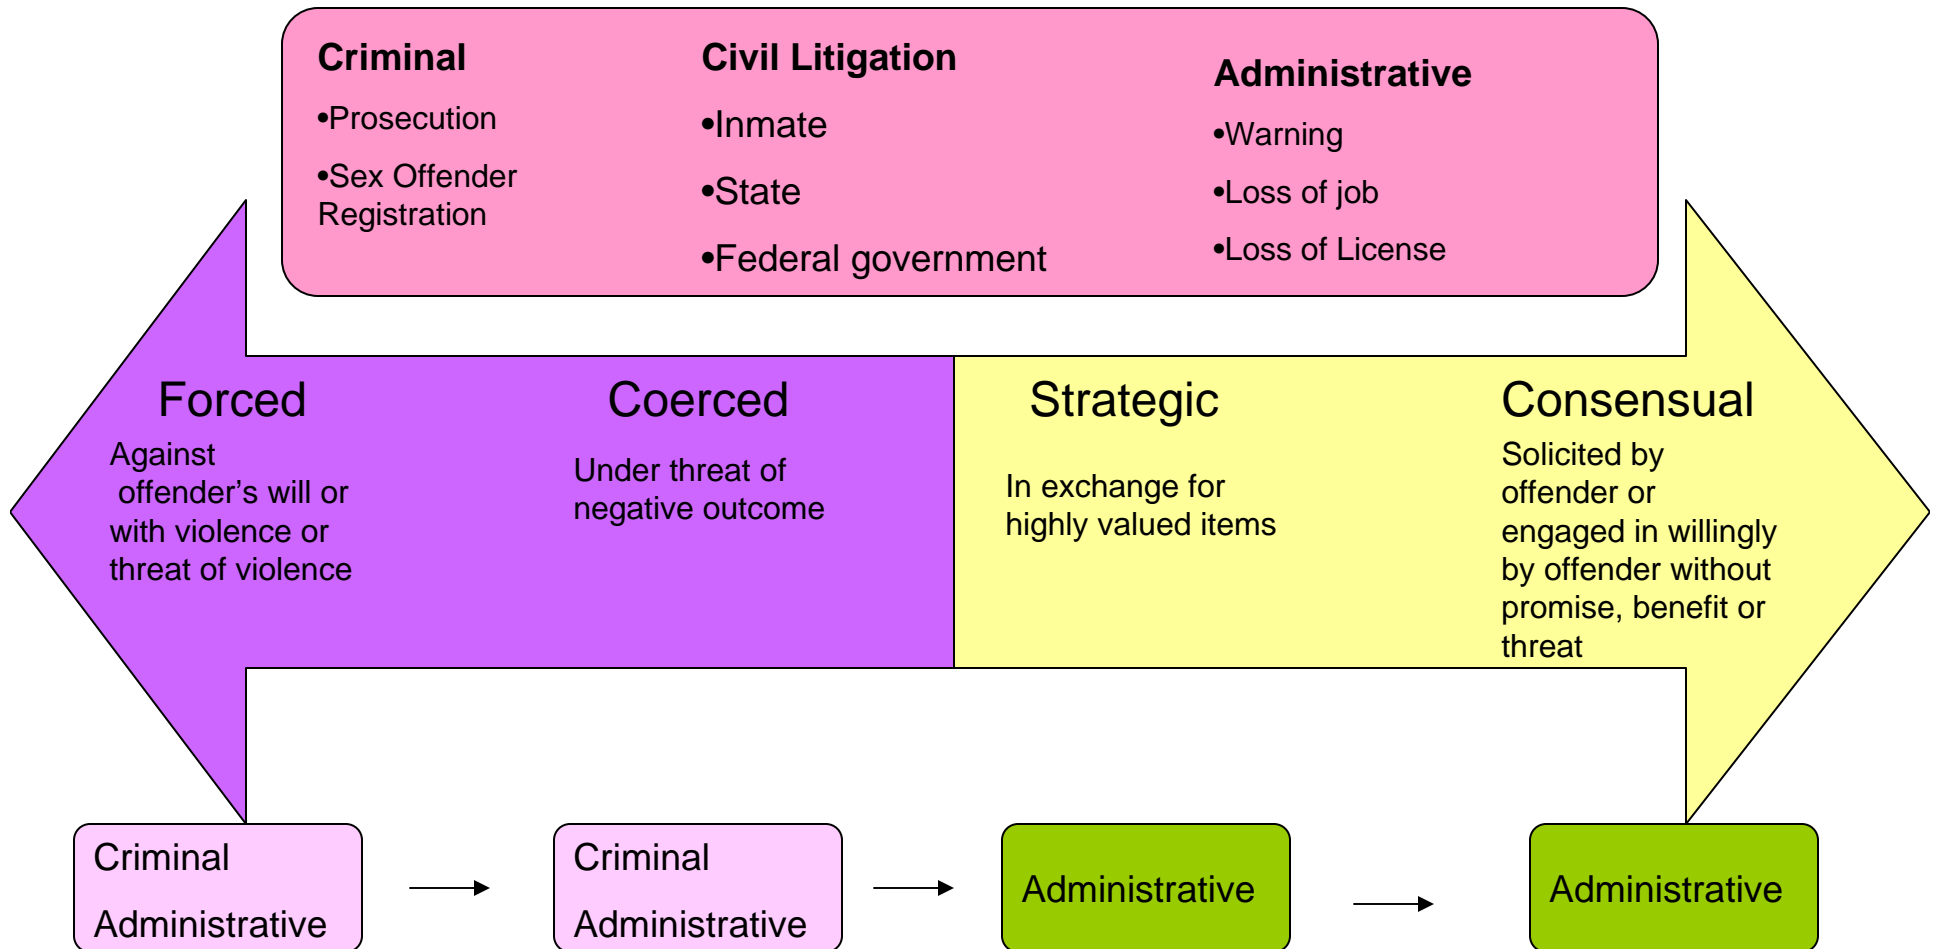 Criminal
•Prosecution
•Sex Offender
Registration
Civil Litigation
•Inmate
•State
•Federal government
Administrative
•Warning
•Loss of job
•Loss of License
Forced
Against
offender’s will or
with violence or
threat of violence
Coerced
Under threat of
negative outcome
Strategic
In exchange for
highly valued items
Consensual
Solicited by
offender or
engaged in willingly
by offender without
promise, benefit or
threat
Criminal
Administrative
Criminal
Administrative
Administrative
Administrative